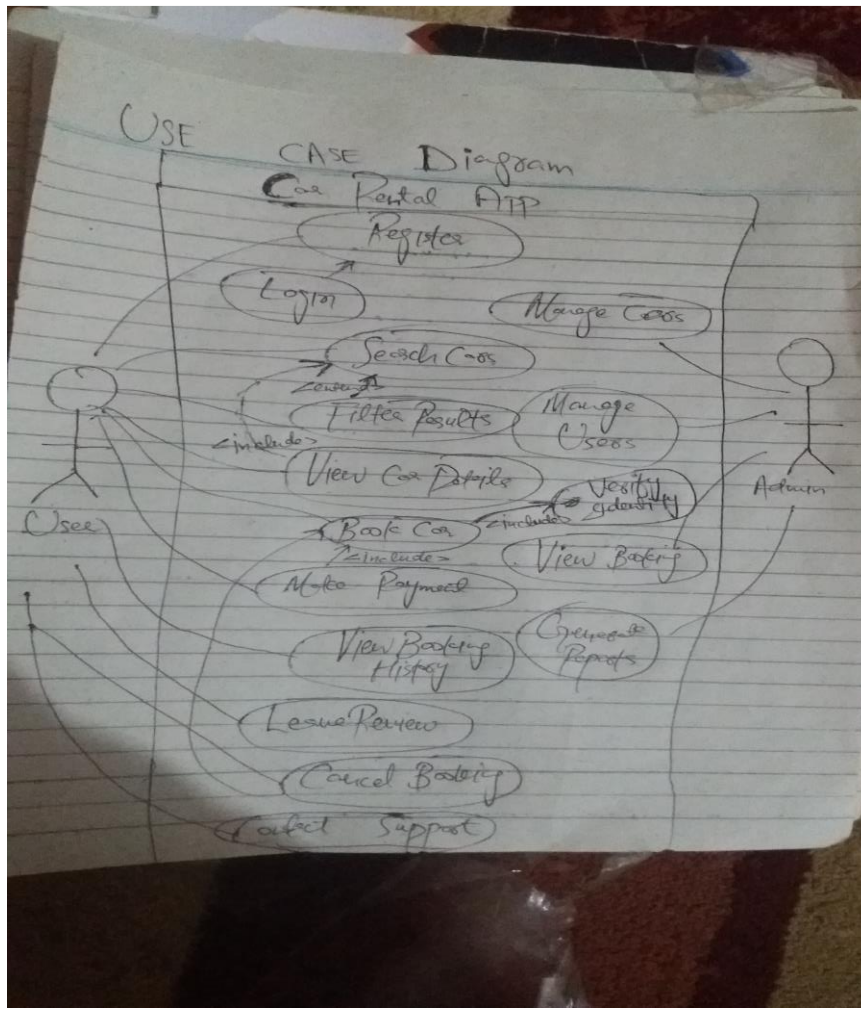 USE CASE Diagram
Car Rental APP
Register
Login
Manage Cars
Search Cars
Filter Results
Manage
Users
<include>
View Car Details
Verify
Identity
User
Admin
Book Car
<include>
<include>
View Booking
Make Payment
Generate
Reports
View Booking
History
Leave Review
Cancel Booking
Contact Support